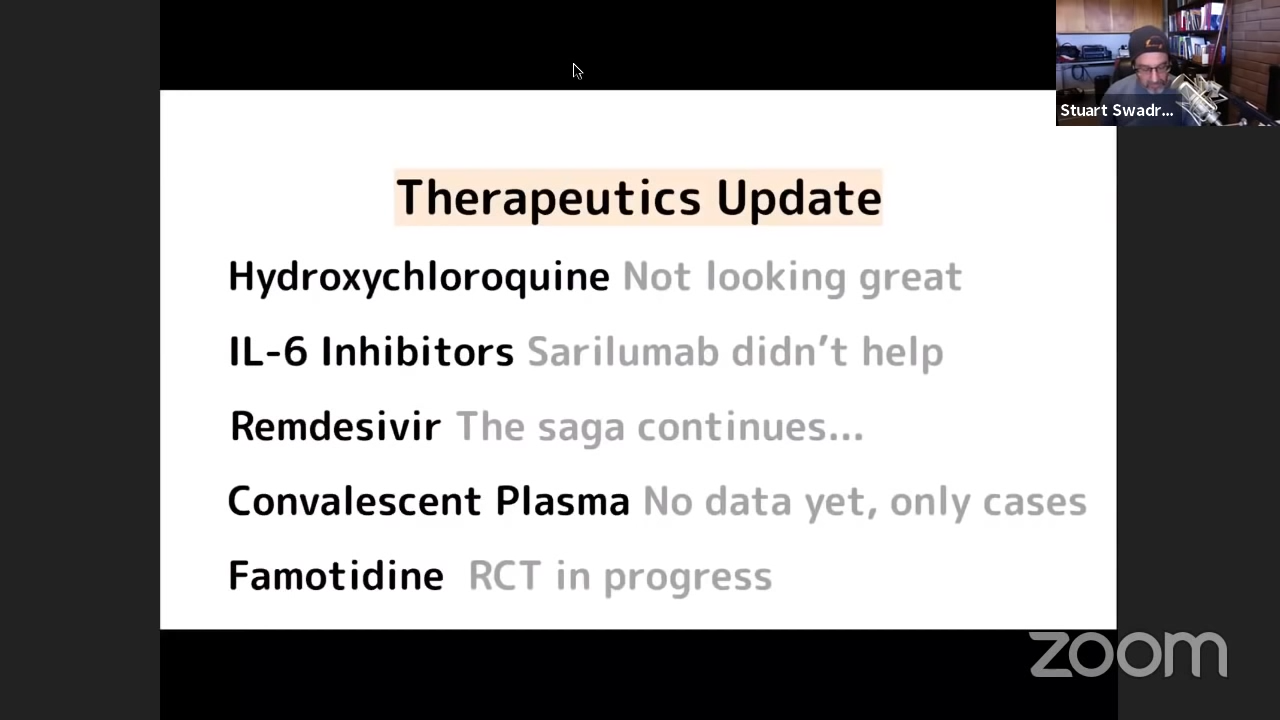 Stuart Swadr...
Therapeutics Update
Hydroxychloroquine Not looking great
IL-6 Inhibitors Sarilumab didn’t help
Remdesivir The saga continues...
Convalescent Plasma No data yet, only cases
Famotidine RCT in progress
zoom